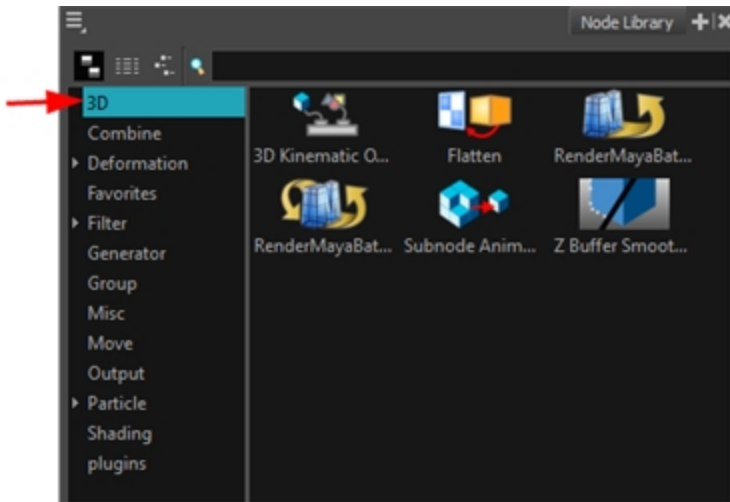 Node Library
3D
Combine
Deformation
Favorites
Filter
Generator
Group
Misc
Move
Output
Particle
Shading
plugins
3D Kinematic O...
Flatten
RenderMayaBat...
RenderMayaBat...
Subnode Anim...
Z Buffer Smoot...